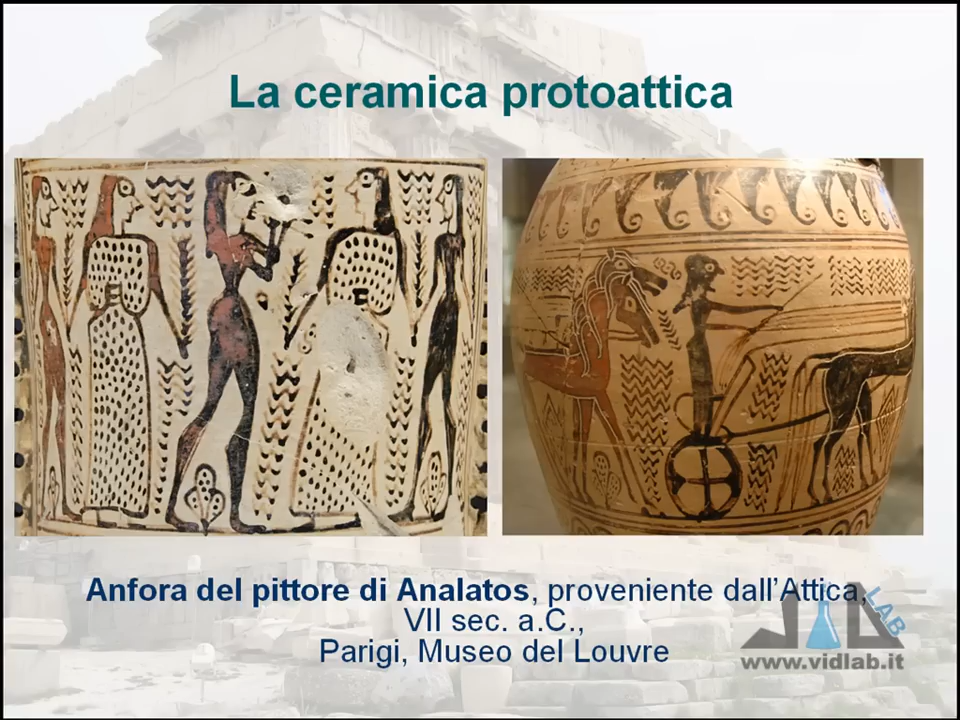 La ceramica protoattica
Anfora del pittore di Analatos, proveniente dall'Attica,
VII sec. a.C.,
Parigi, Museo del Louvre
LAB
www.vidlab.it